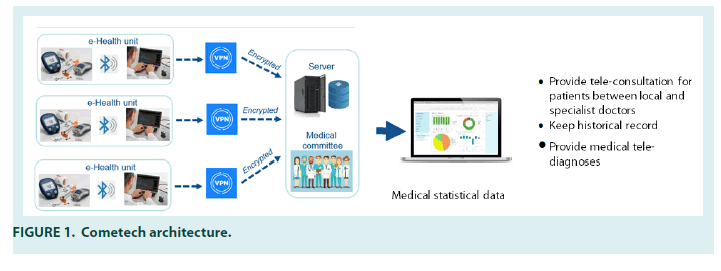 e-Health unit
VPN
Encrypted
e-Health unit
VPN
Encrypted
e-Health unit
VPN
Encrypted
Server
Medical
committee
Medical statistical data
• Provide tele-consultation for
patients between local and
specialist doctors
• Keep historical record
• Provide medical tele-
diagnoses
FIGURE 1. Cometech architecture.